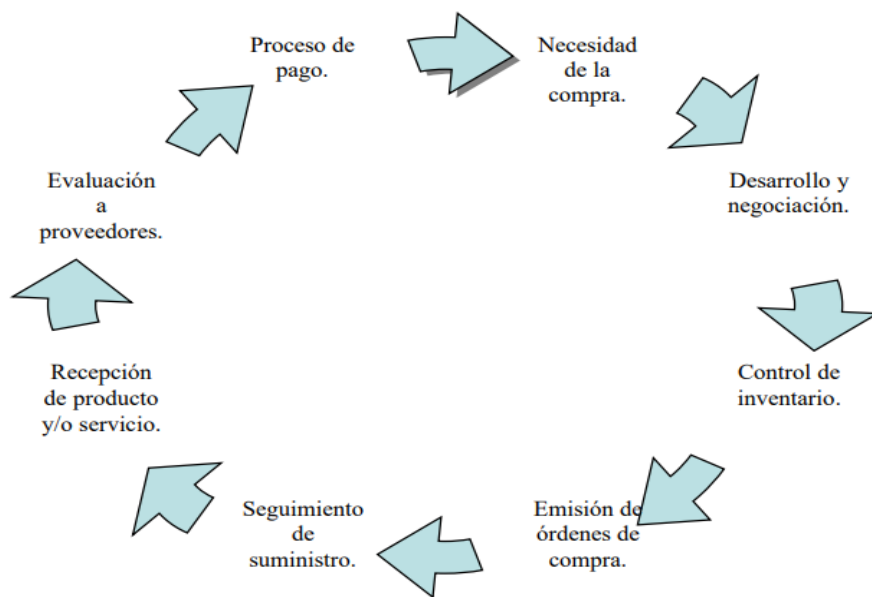 Proceso de
pago.
Necesidad
de la
compra.
Desarrollo y
negociación.
Control de
inventario.
Emisión de
órdenes de
compra.
Seguimiento
de
suministro.
Recepción
de producto
y/o servicio.
Evaluación
a
proveedores.